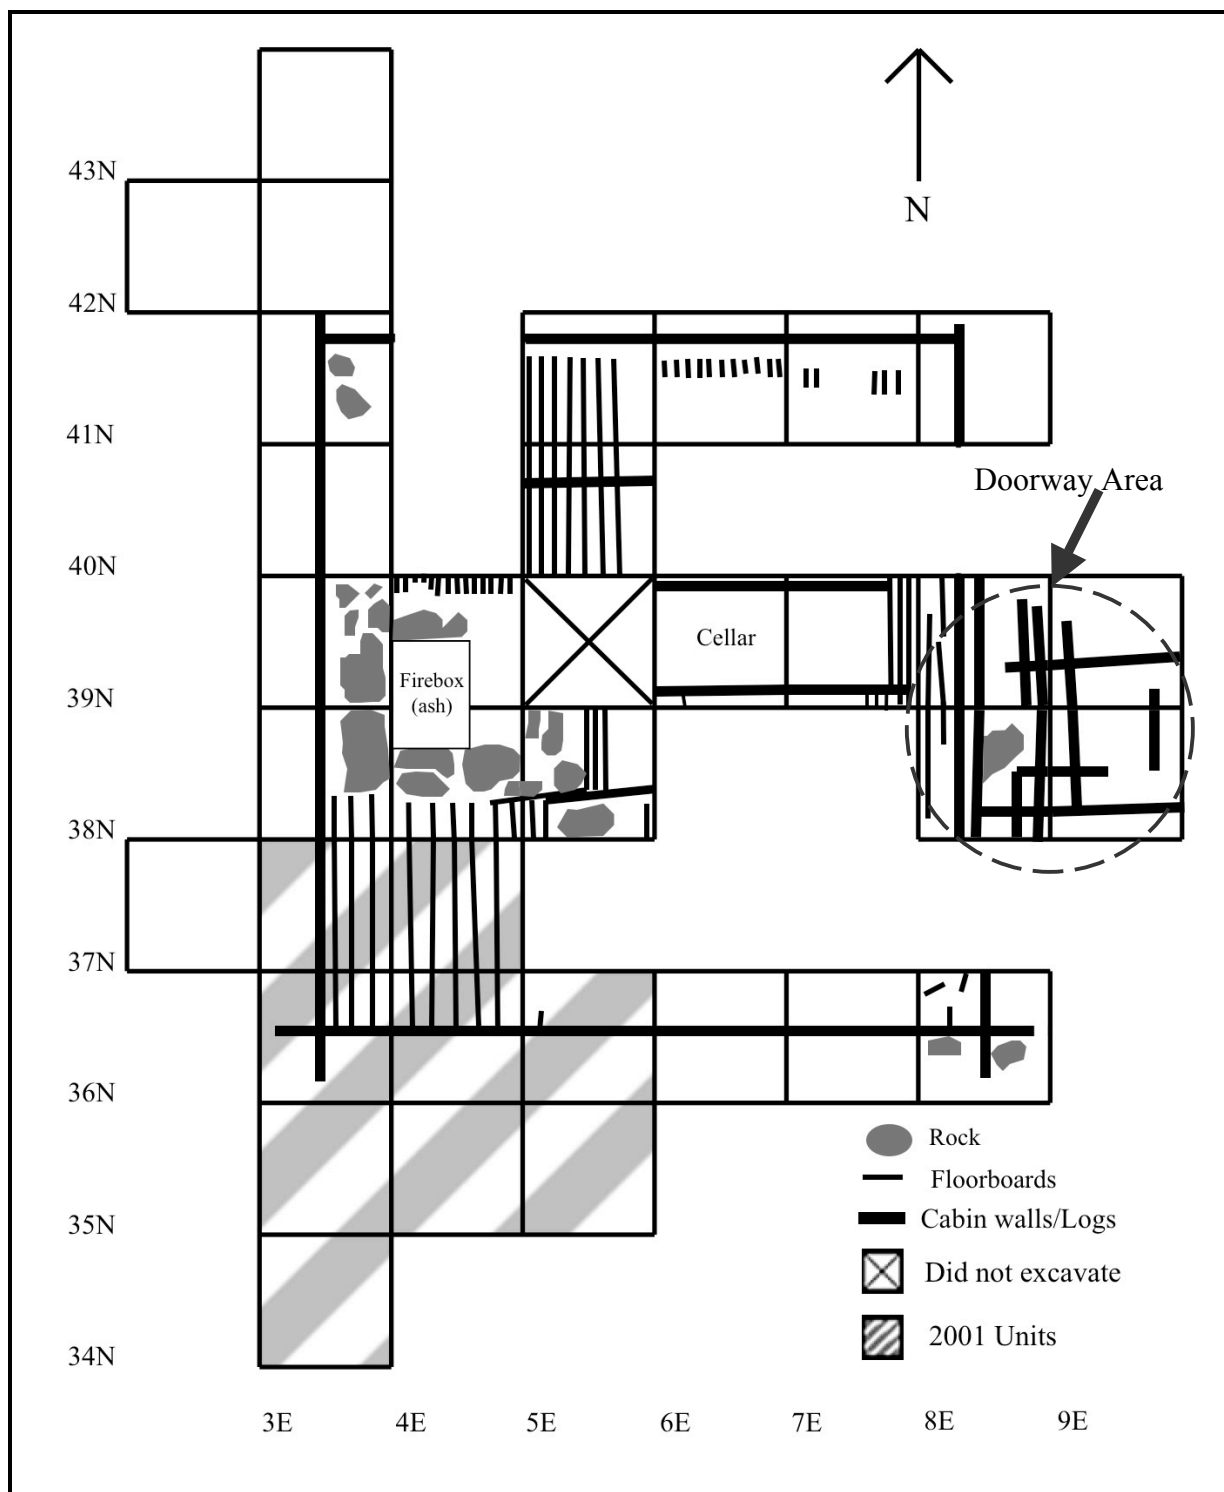 43N
N
42N
41N
Doorway Area
40N
Cellar
Firebox
(ash)
39N
38N
37N
36N
Rock
Floorboards
Cabin walls/Logs
35N
Did not excavate
2001 Units
34N
3E 4E 5E 6E 7E 8E 9E